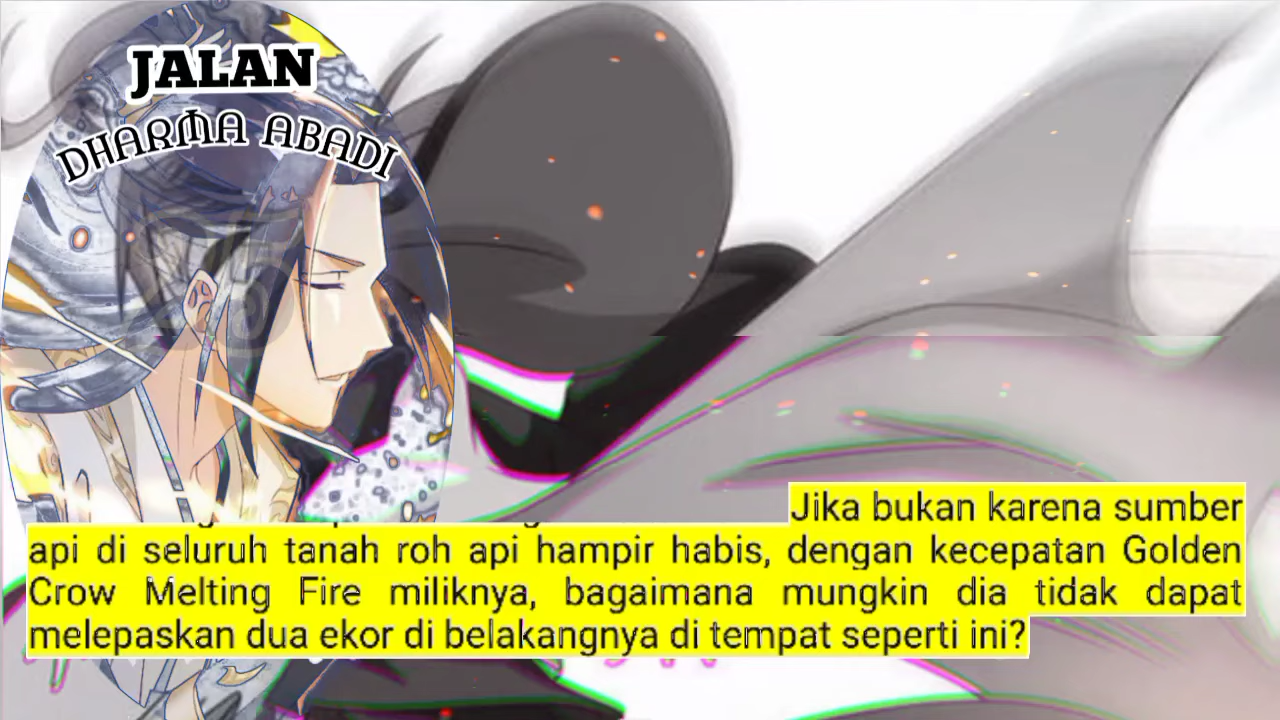 JALAN
DHARMA ABADI
Jika bukan karena sumber
api di seluruh tanah roh api hampir habis, dengan kecepatan Golden
Crow Melting Fire miliknya, bagaimana mungkin dia tidak dapat
melepaskan dua ekor di belakangnya di tempat seperti ini?